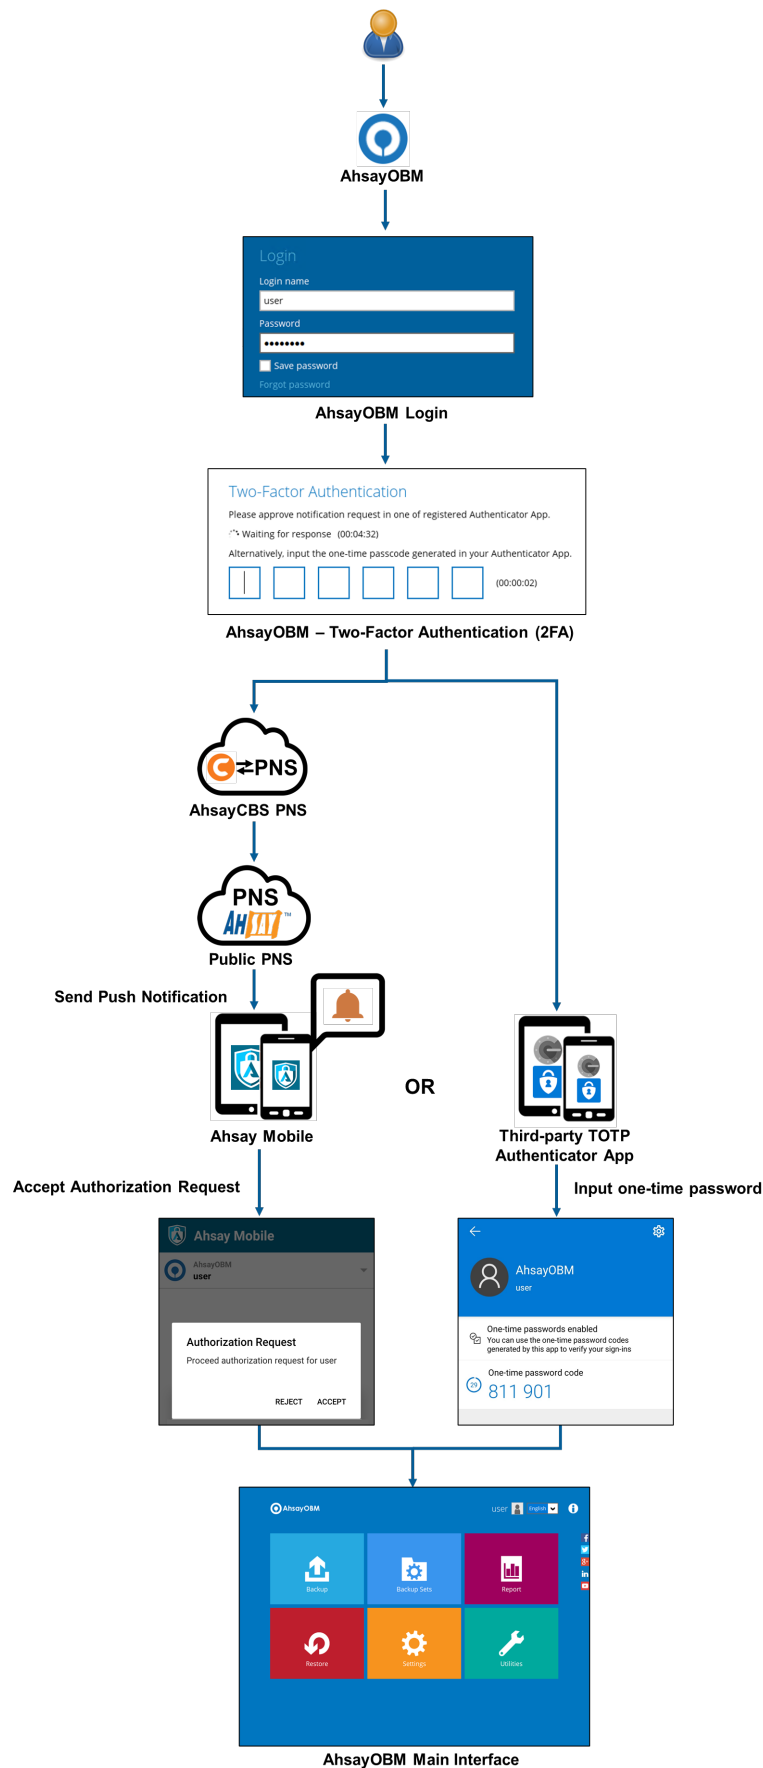 AhsayOBM
Login
Login name
user
Password
Save password
Forgot password
AhsayOBM Login
Two-Factor Authentication
Please approve notification request in one of registered Authenticator App.
Waiting for response (00:04:32)
Alternatively, input the one-time passcode generated in your Authenticator App.
(00:00:02)
AhsayOBM – Two-Factor Authentication (2FA)
C PNS
AhsayCBS PNS
PNS
AHSAY™
Public PNS
Send Push Notification
OR
Ahsay Mobile
Third-party TOTP
Authenticator App
Accept Authorization Request
Input one-time password
Ahsay Mobile
AhsayOBM
user
Authorization Request
Proceed authorization request for user
REJECT ACCEPT
AhsayOBM
user
One-time passwords enabled
You can use the one-time password codes
generated by this app to verify your sign-ins
One-time password code
29
811 901
AhsayOBM
user English
Backup
Backup Sets
Report
Restore
Settings
Utilities
f
g+
in
AhsayOBM Main Interface